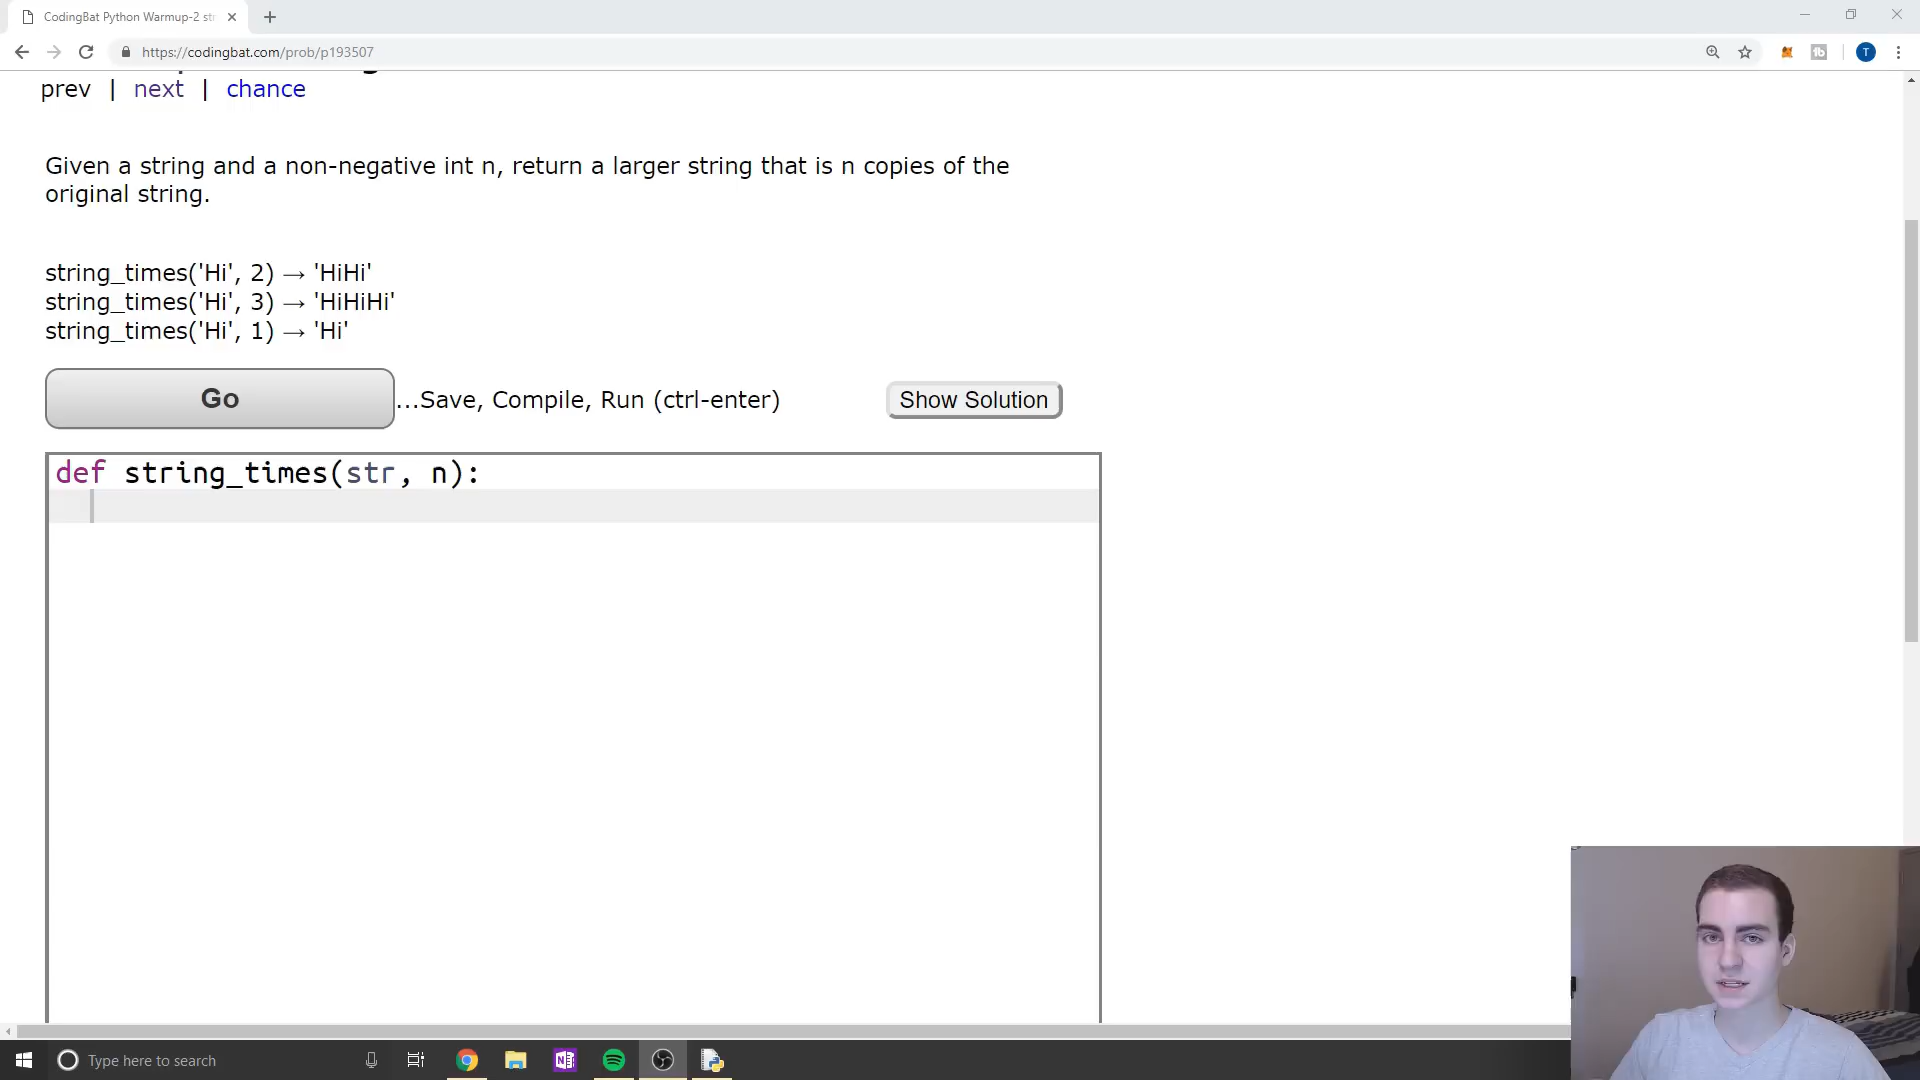 CodingBat Python Warmup-2 str
https://codingbat.com/prob/p193507
T
prev | next | chance
Given a string and a non-negative int n, return a larger string that is n copies of the
original string.
string_times('Hi', 2) → 'HiHi'
string_times('Hi', 3) → 'HiHiHi'
string_times('Hi', 1) → 'Hi'
Go ...Save, Compile, Run (ctrl-enter) Show Solution
def string_times(str, n):
Type here to search